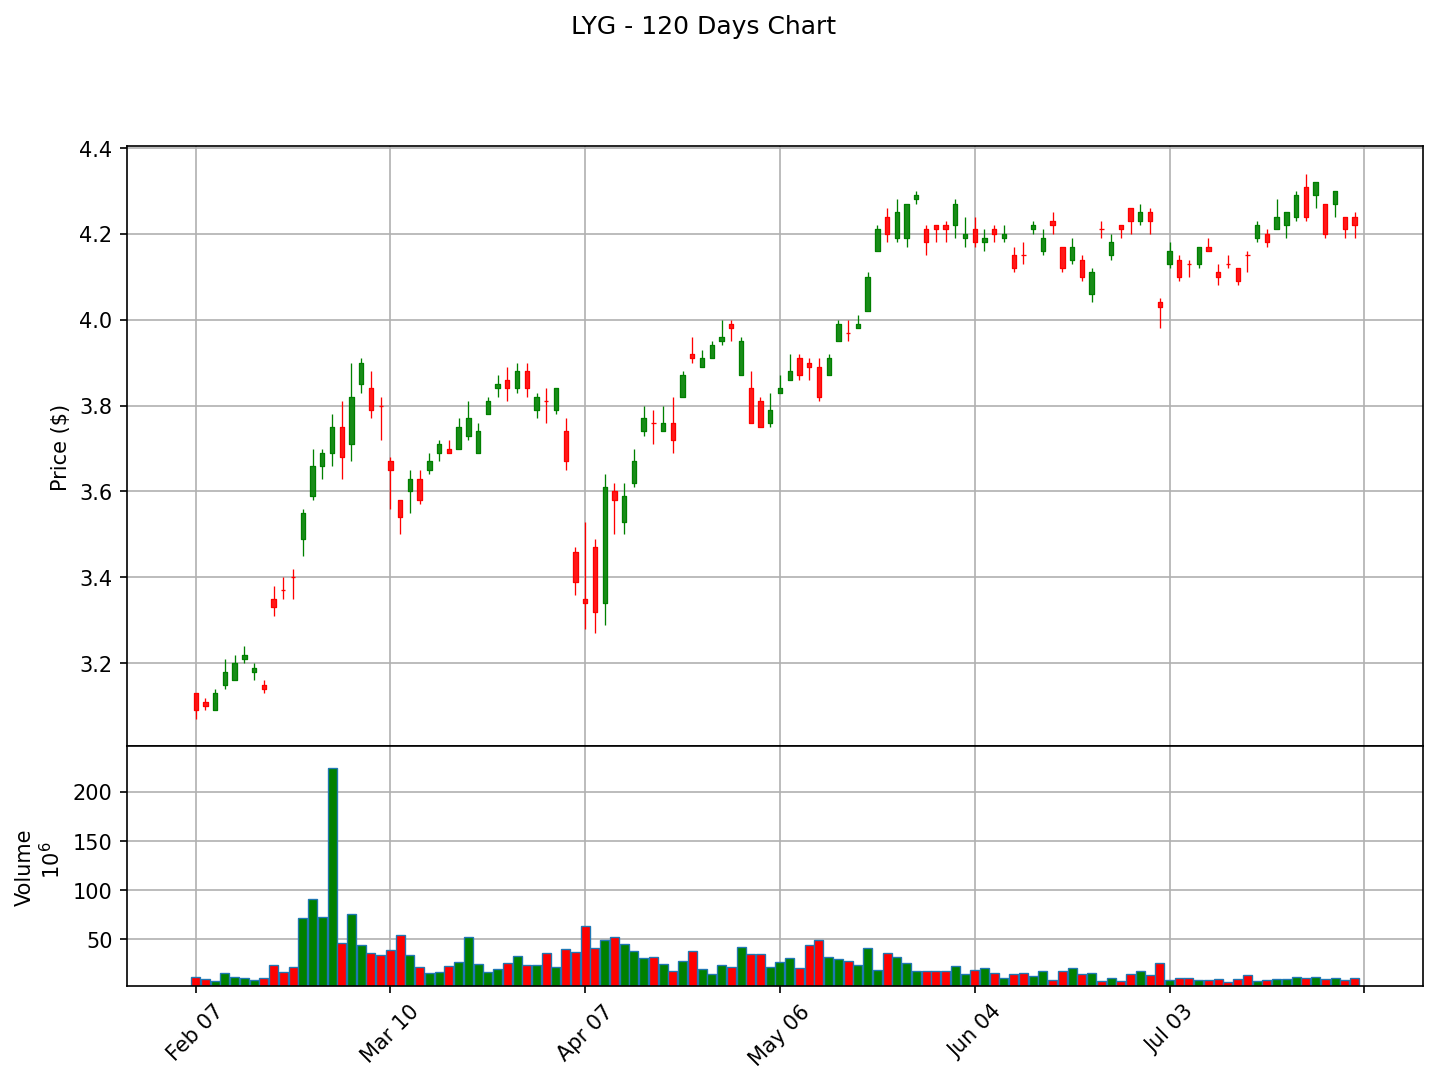 LYG - 120 Days Chart
4.4
4.2
4.0
3.8
3.6
3.4
3.2
Price ($)
200
150
100
50
Volume
10^6
Feb 07
Mar 10
Apr 07
May 06
Jun 04
Jul 03